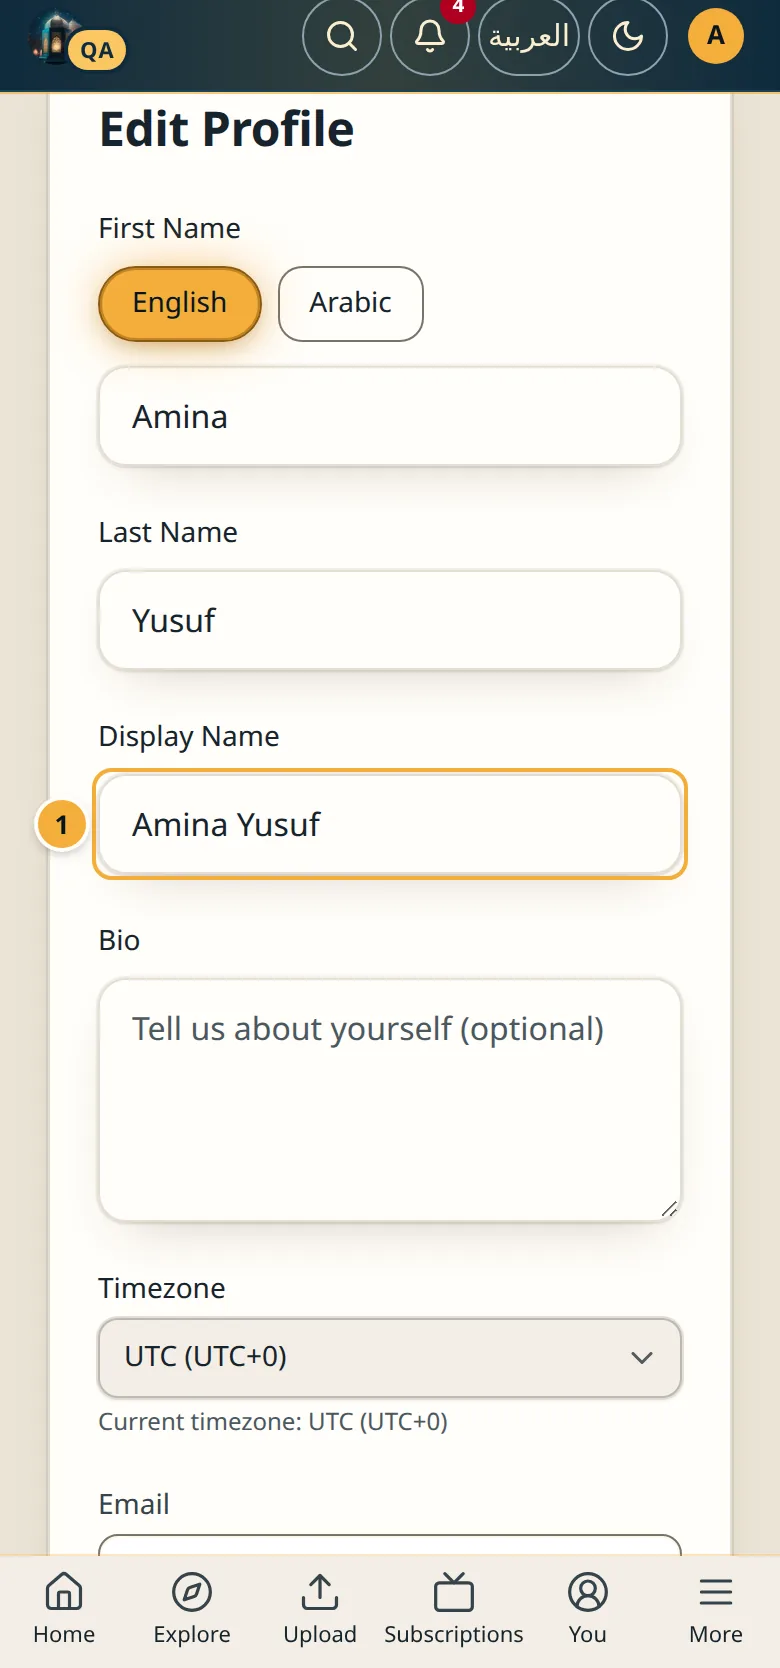 QA
4
العربية
A
Edit Profile
First Name
English
Arabic
Amina
Last Name
Yusuf
Display Name
1
Amina Yusuf
Bio
Tell us about yourself (optional)
Timezone
UTC (UTC+0)
Current timezone: UTC (UTC+0)
Email
Home
Explore
Upload
Subscriptions
You
More